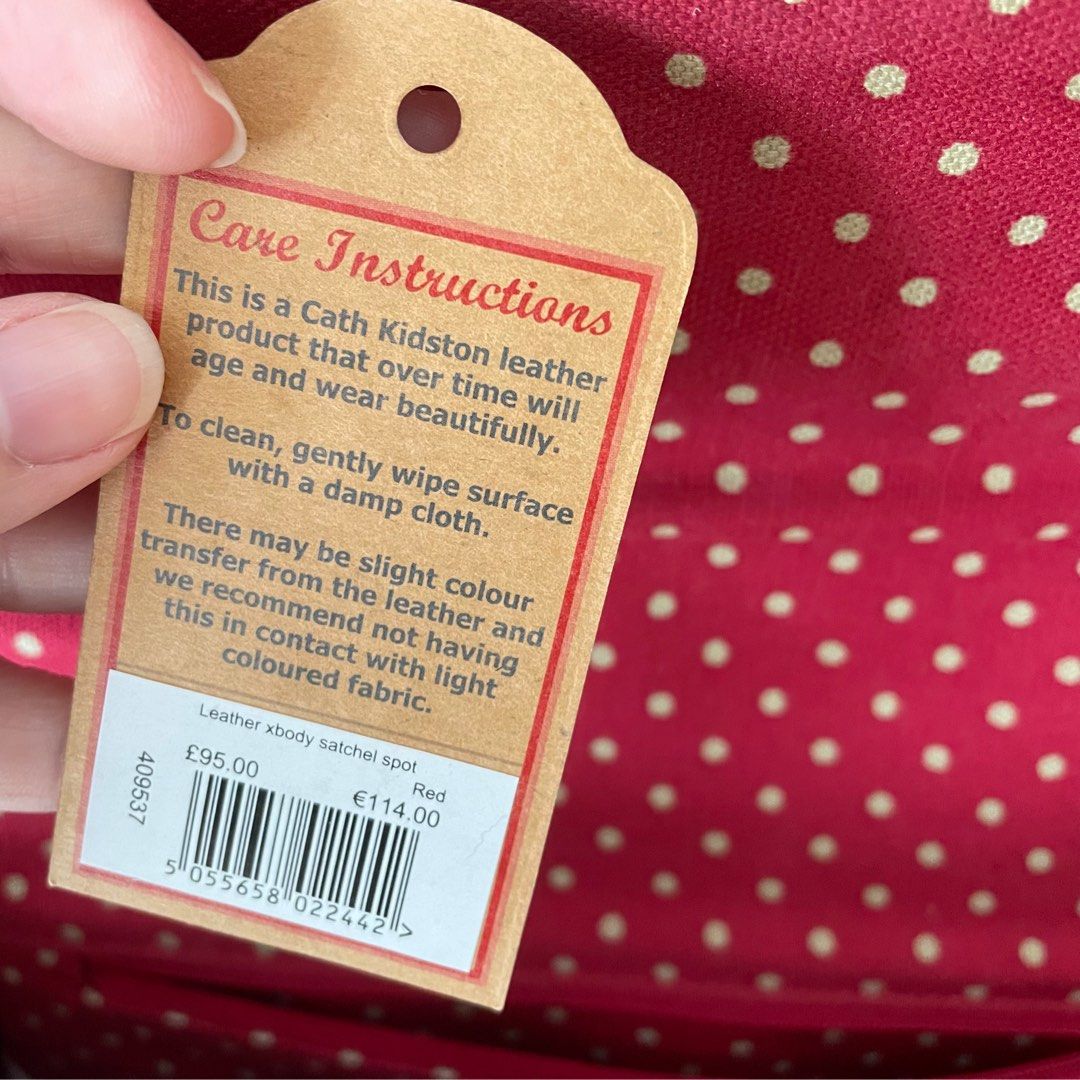 Care Instructions
This is a Cath Kidston leather
product that over time will
age and wear beautifully.
To clean, gently wipe surface
with a damp cloth.
There may be slight colour
transfer from the leather and
we recommend not having
this in contact with light
coloured fabric.
Leather xbody satchel spot
Red
£95.00
€114.00
409537
5 055658 022442 >